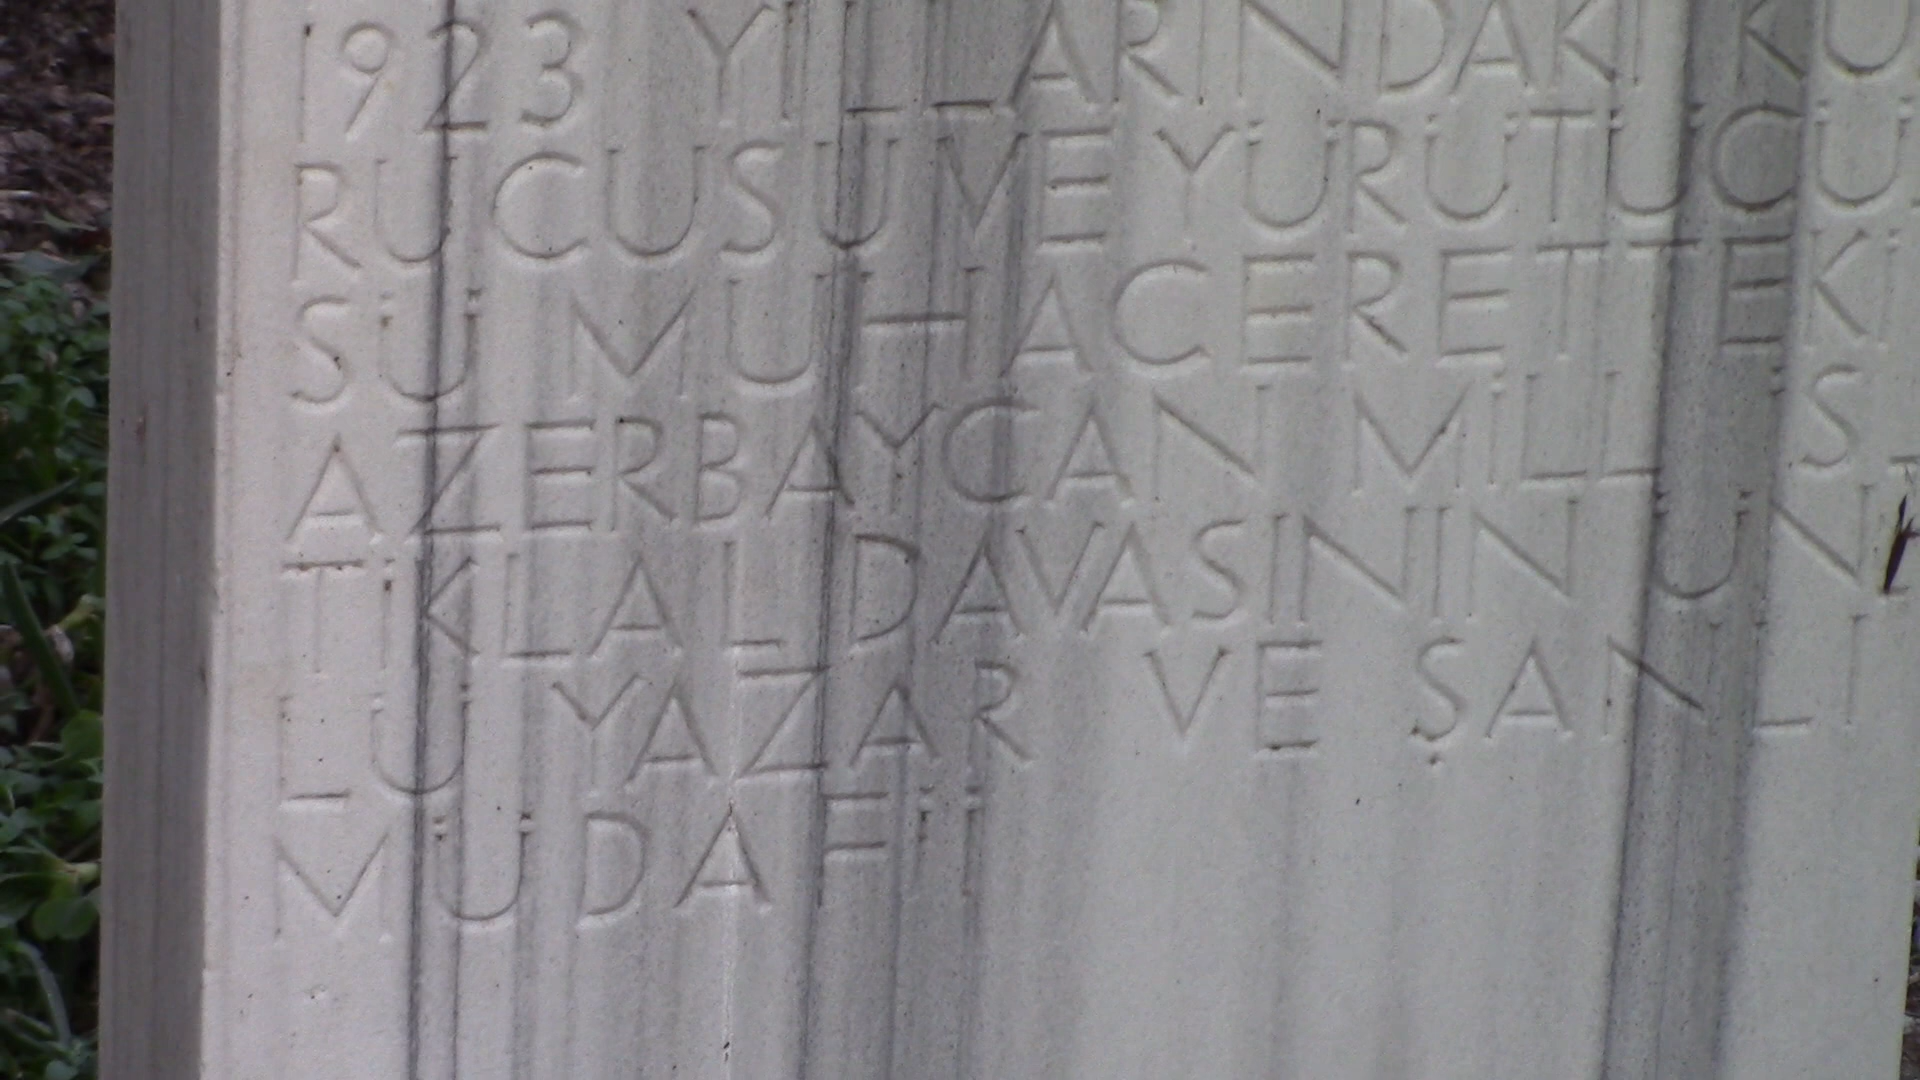 1923 YILLARINDAKİ KU
RUCUSU VE YÜRÜTÜCÜ
SÜ MUHACERETTEKİ
AZERBAYCAN MİLLİ İS
TİKLAL DAVASININ ÜN
LÜ YAZAR VE ŞANLI
MÜDAFİİ